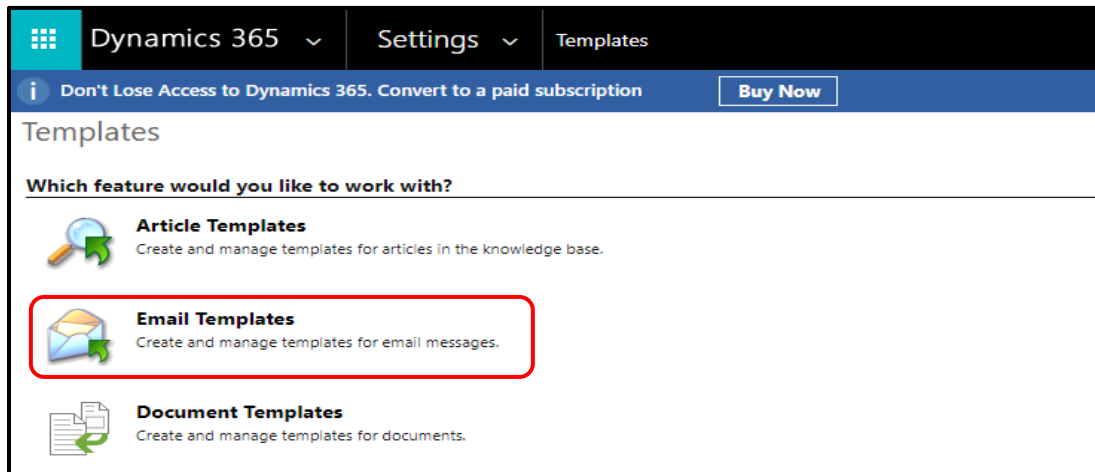 Dynamics 365 Settings Templates
i Don't Lose Access to Dynamics 365. Convert to a paid subscription Buy Now
Templates
Which feature would you like to work with?
Article Templates
Create and manage templates for articles in the knowledge base.
Email Templates
Create and manage templates for email messages.
Document Templates
Create and manage templates for documents.